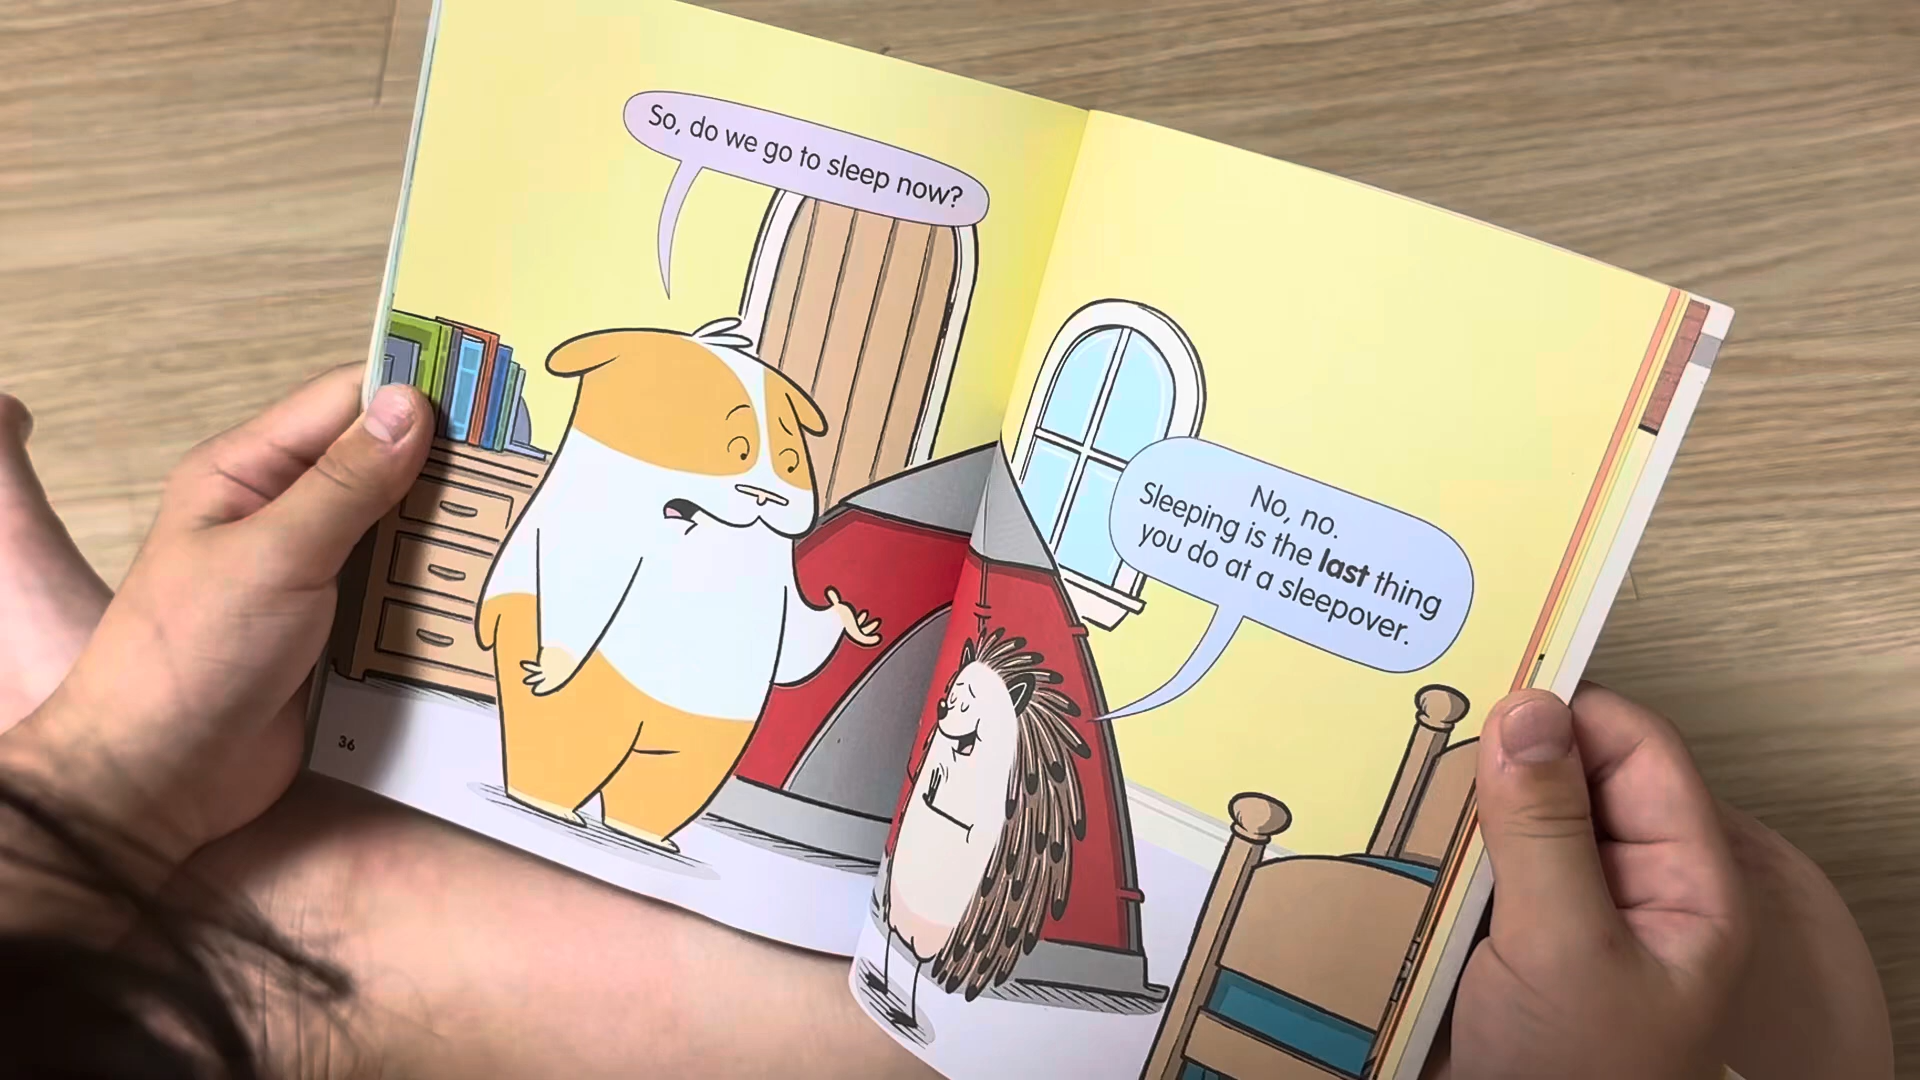 So, do we go to sleep now?
No, no.
Sleeping is the last thing
you do at a sleepover.
36